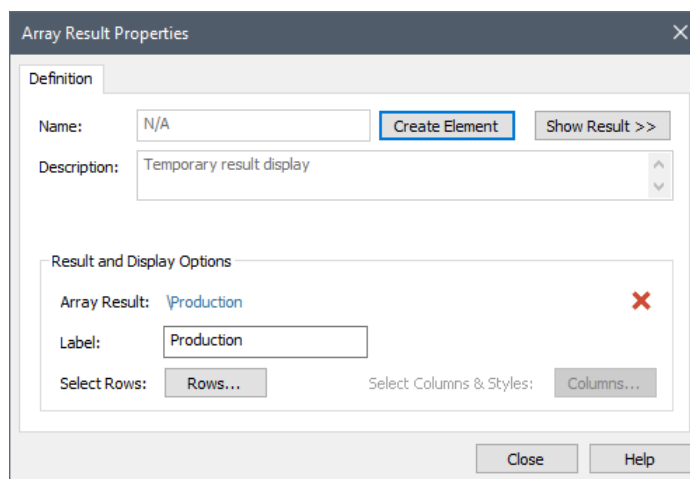 Array Result Properties
Definition
Name: N/A Create Element Show Result >>
Description: Temporary result display
Result and Display Options
Array Result: \Production
Label: Production
Select Rows: Rows... Select Columns & Styles: Columns...
Close Help